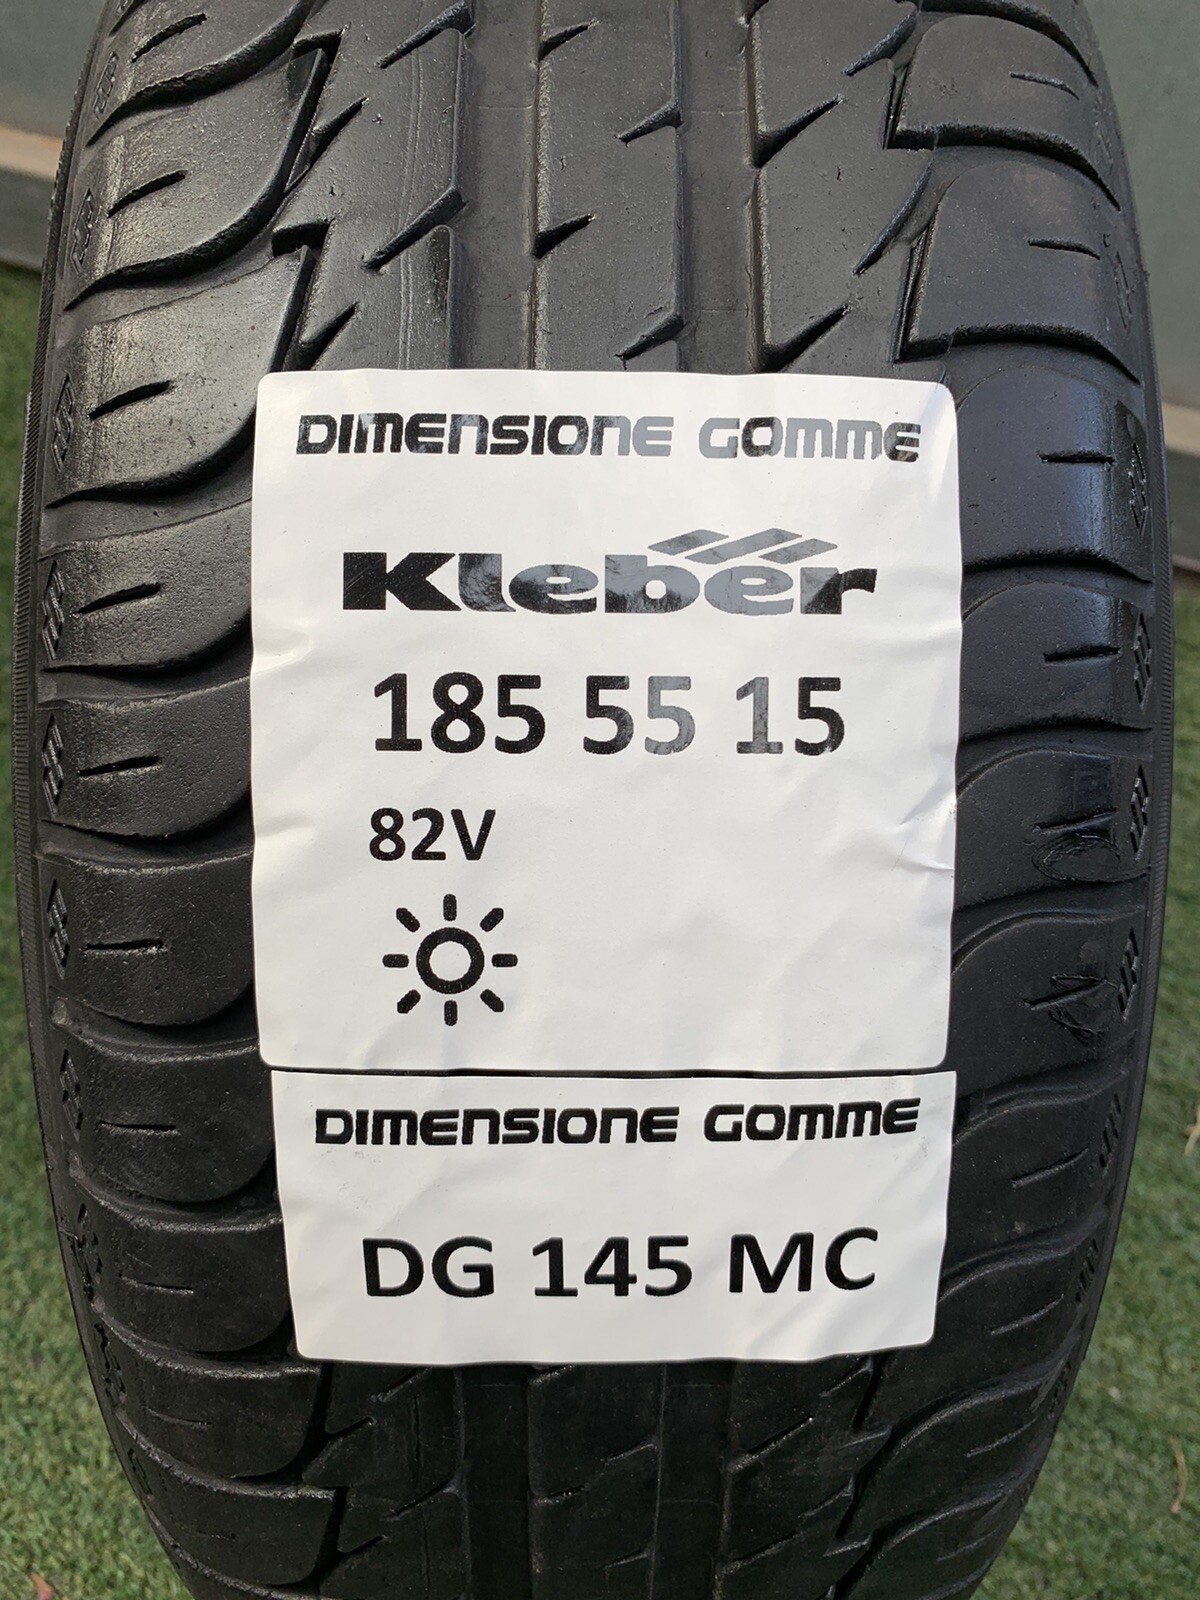 DIMENSIONE GOMME
Kleber
185 55 15
82V
DIMENSIONE GOMME
DG 145 MC